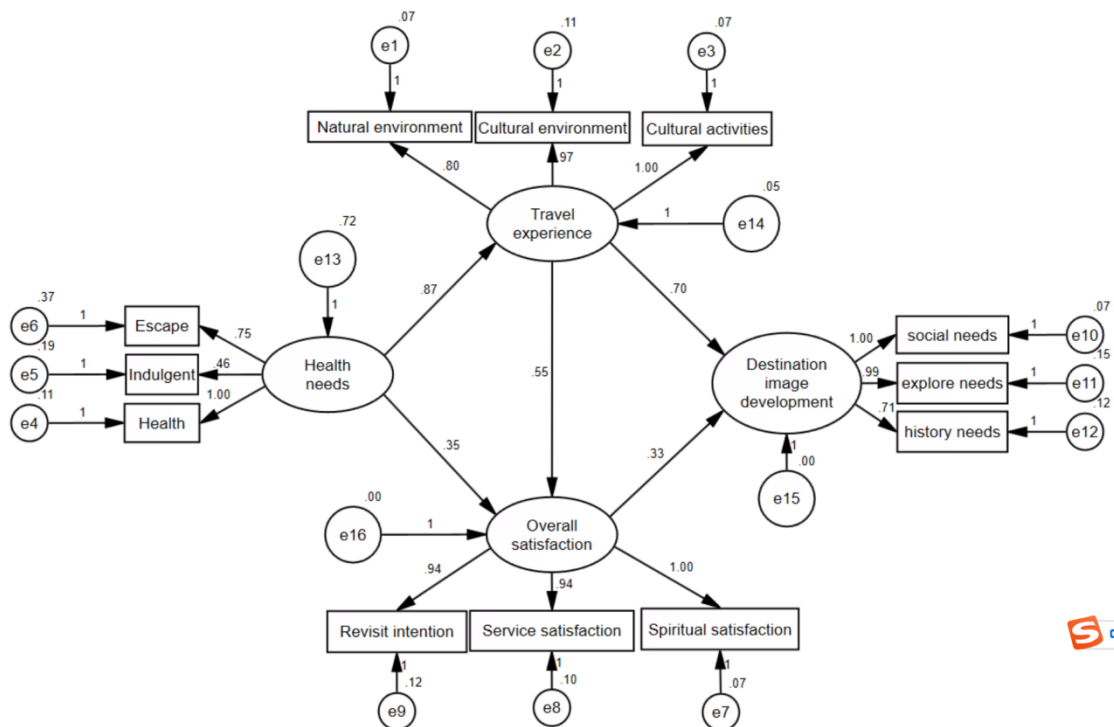 .07
e1
1
.11
e2
1
.07
e3
1
Natural environment
Cultural environment
Cultural activities
.80
.97
1.00
Travel
experience
.05
1
e14
.72
e13
1
.87
.70
.37
e6
1
Escape
.75
.19
e5
1
Indulgent
.46
.11
e4
1
Health
1.00
Health
needs
.55
Destination
image
development
1.00
social needs
1
.07
e10
.99
explore needs
1
.15
e11
.71
history needs
1
.12
e12
.35
.33
1
.00
e15
.00
e16
1
Overall
satisfaction
.94
.94
1.00
Revisit intention
Service satisfaction
Spiritual satisfaction
1
.12
e9
1
.10
e8
1
.07
e7
S